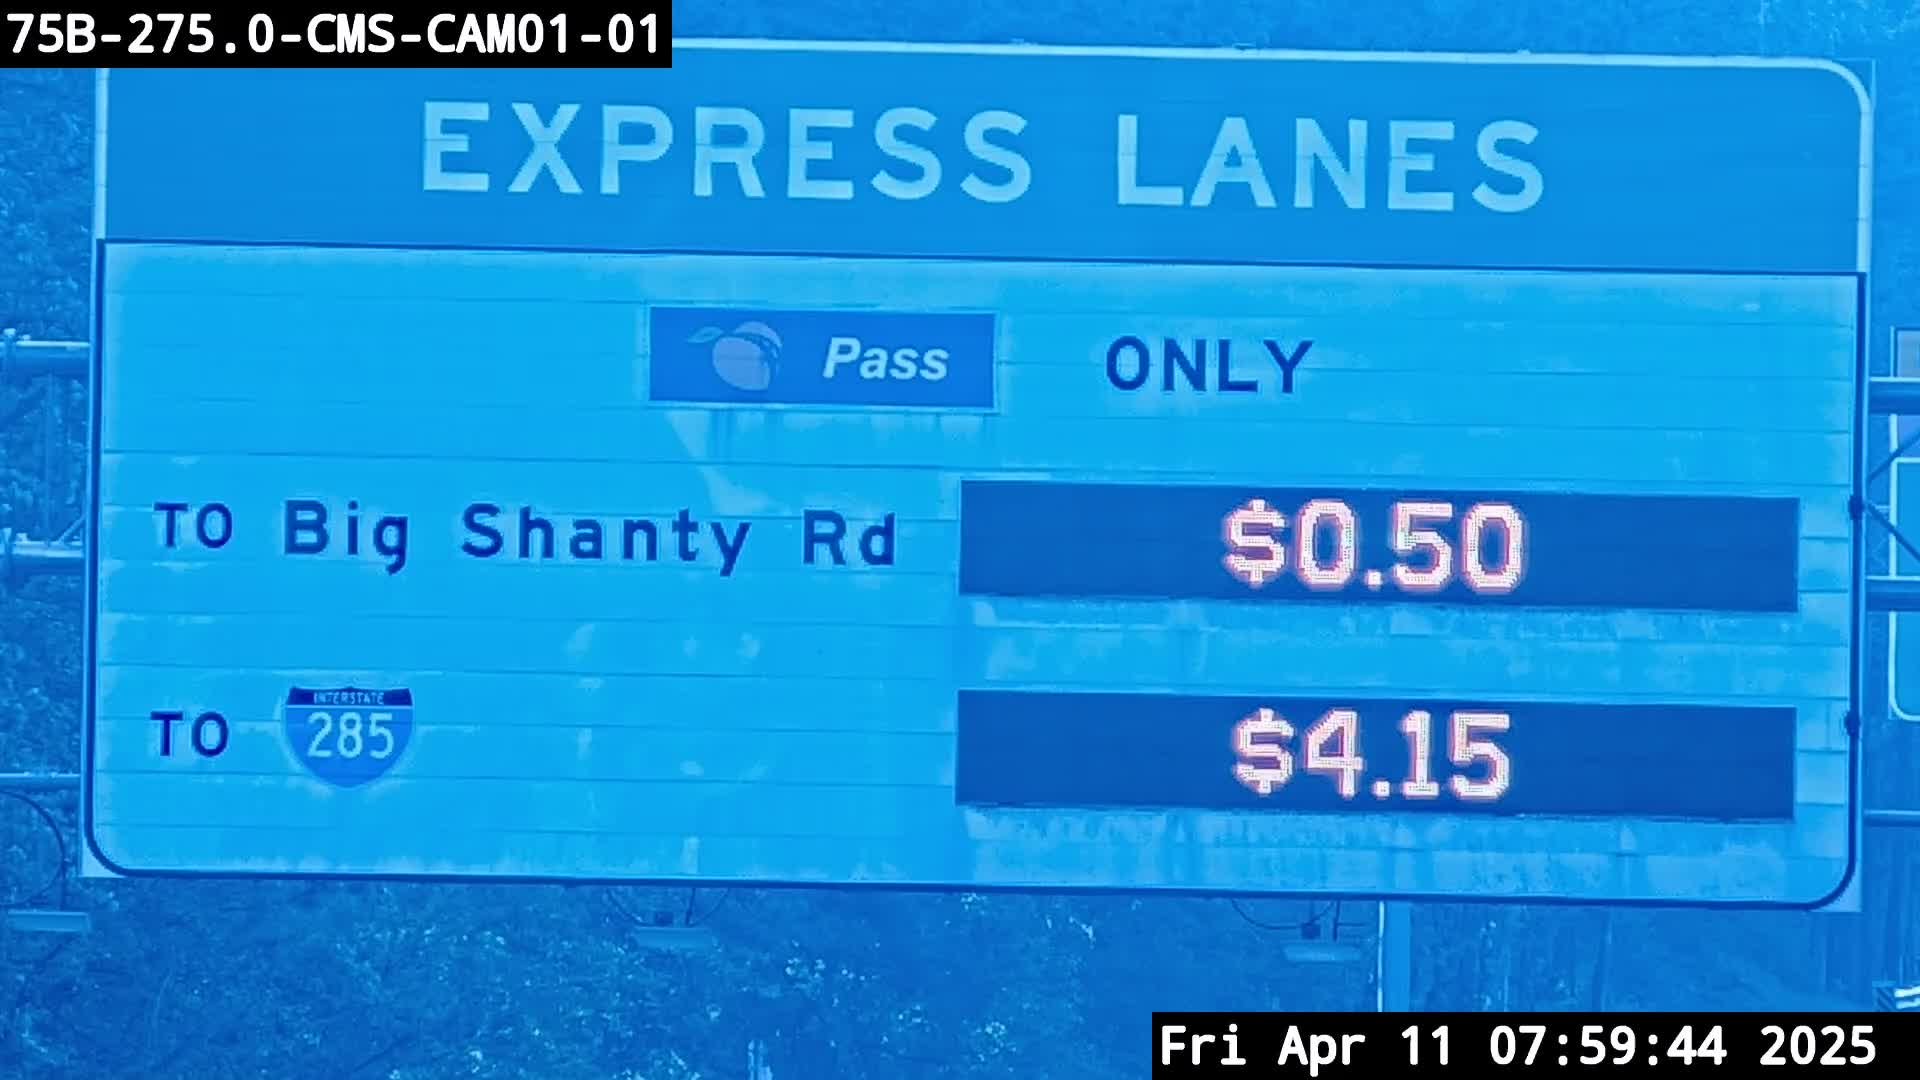 75B-275.0-CMS-CAM01-01
EXPRESS LANES
Pass ONLY
TO Big Shanty Rd $0.50
TO INTERSTATE 285 $4.15
Fri Apr 11 07:59:44 2025